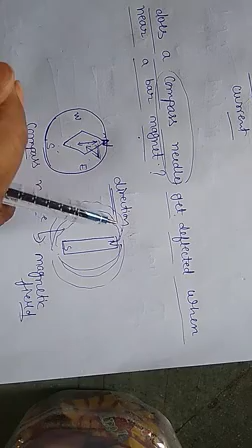 current
does a Compass needle get deflected when
near a bar magnet?
direction
N
W
E
S
N
S
Compass
magnetic
field